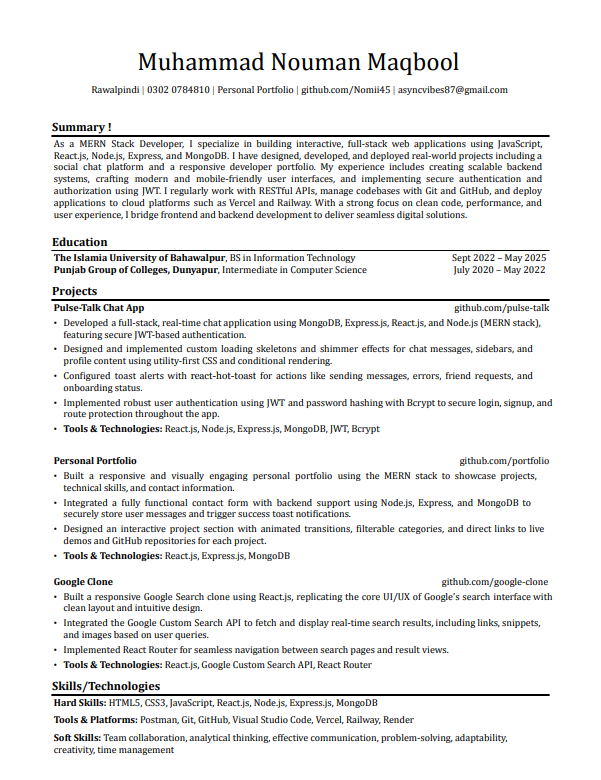 Muhammad Nouman Maqbool
Rawalpindi | 0302 0784810 | Personal Portfolio | github.com/Nomii45 | asyncvibes87@gmail.com
Summary !
As a MERN Stack Developer, I specialize in building interactive, full-stack web applications using JavaScript,
React.js, Node.js, Express, and MongoDB. I have designed, developed, and deployed real-world projects including a
social chat platform and a responsive developer portfolio. My experience includes creating scalable backend
systems, crafting modern and mobile-friendly user interfaces, and implementing secure authentication and
authorization using JWT. I regularly work with RESTful APIs, manage codebases with Git and GitHub, and deploy
applications to cloud platforms such as Vercel and Railway. With a strong focus on clean code, performance, and
user experience, I bridge frontend and backend development to deliver seamless digital solutions.
Education
The Islamia University of Bahawalpur, BS in Information Technology Sept 2022 – May 2025
Punjab Group of Colleges, Dunyapur, Intermediate in Computer Science July 2020 – May 2022
Projects
Pulse-Talk Chat App github.com/pulse-talk
• Developed a full-stack, real-time chat application using MongoDB, Express.js, React.js, and Node.js (MERN stack),
featuring secure JWT-based authentication.
• Designed and implemented custom loading skeletons and shimmer effects for chat messages, sidebars, and
profile content using utility-first CSS and conditional rendering.
• Configured toast alerts with react-hot-toast for actions like sending messages, errors, friend requests, and
onboarding status.
• Implemented robust user authentication using JWT and password hashing with Bcrypt to secure login, signup, and
route protection throughout the app.
• Tools & Technologies: React.js, Node.js, Express.js, MongoDB, JWT, Bcrypt
Personal Portfolio github.com/portfolio
• Built a responsive and visually engaging personal portfolio using the MERN stack to showcase projects,
technical skills, and contact information.
• Integrated a fully functional contact form with backend support using Node.js, Express, and MongoDB to
securely store user messages and trigger success toast notifications.
• Designed an interactive project section with animated transitions, filterable categories, and direct links to live
demos and GitHub repositories for each project.
• Tools & Technologies: React.js, Express.js, MongoDB
Google Clone github.com/google-clone
• Built a responsive Google Search clone using React.js, replicating the core UI/UX of Google's search interface with
clean layout and intuitive design.
• Integrated the Google Custom Search API to fetch and display real-time search results, including links, snippets,
and images based on user queries.
• Implemented React Router for seamless navigation between search pages and result views.
• Tools & Technologies: React.js, Google Custom Search API, React Router
Skills/Technologies
Hard Skills: HTML5, CSS3, JavaScript, React.js, Node.js, Express.js, MongoDB
Tools & Platforms: Postman, Git, GitHub, Visual Studio Code, Vercel, Railway, Render
Soft Skills: Team collaboration, analytical thinking, effective communication, problem-solving, adaptability,
creativity, time management